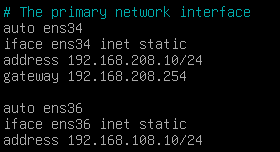 # The primary network interface
auto ens34
iface ens34 inet static
address 192.168.208.10/24
gateway 192.168.208.254

auto ens36
iface ens36 inet static
address 192.168.108.10/24